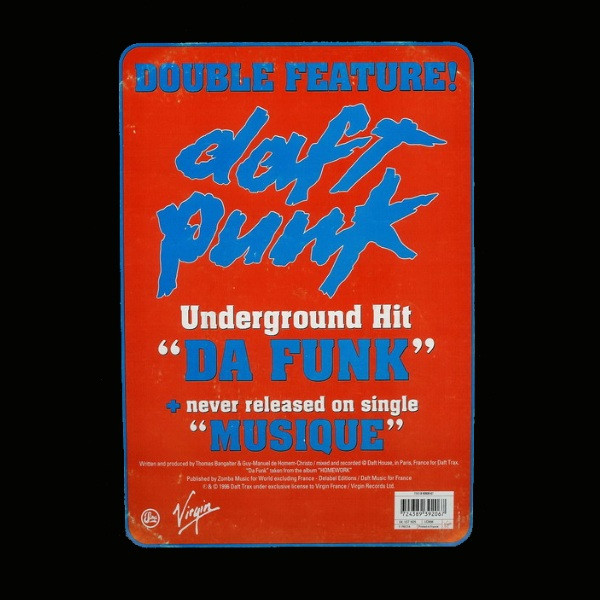 DOUBLE FEATURE!
daft
punk
Underground Hit
“DA FUNK”
+ never released on single
“MUSIQUE”
Written and produced by Thomas Bangalter & Guy-Manuel de Homem-Christo / mixed and recorded @ Daft House, in Paris, France for Daft Trax.
"Da Funk" taken from the album "HOMEWORK"
Published by Zomba Music for World excluding France - Delabel Editions / Daft Music for France
℗ & © 1996 Daft Trax under exclusive license to Virgin France / Virgin Records Ltd.
Virgin